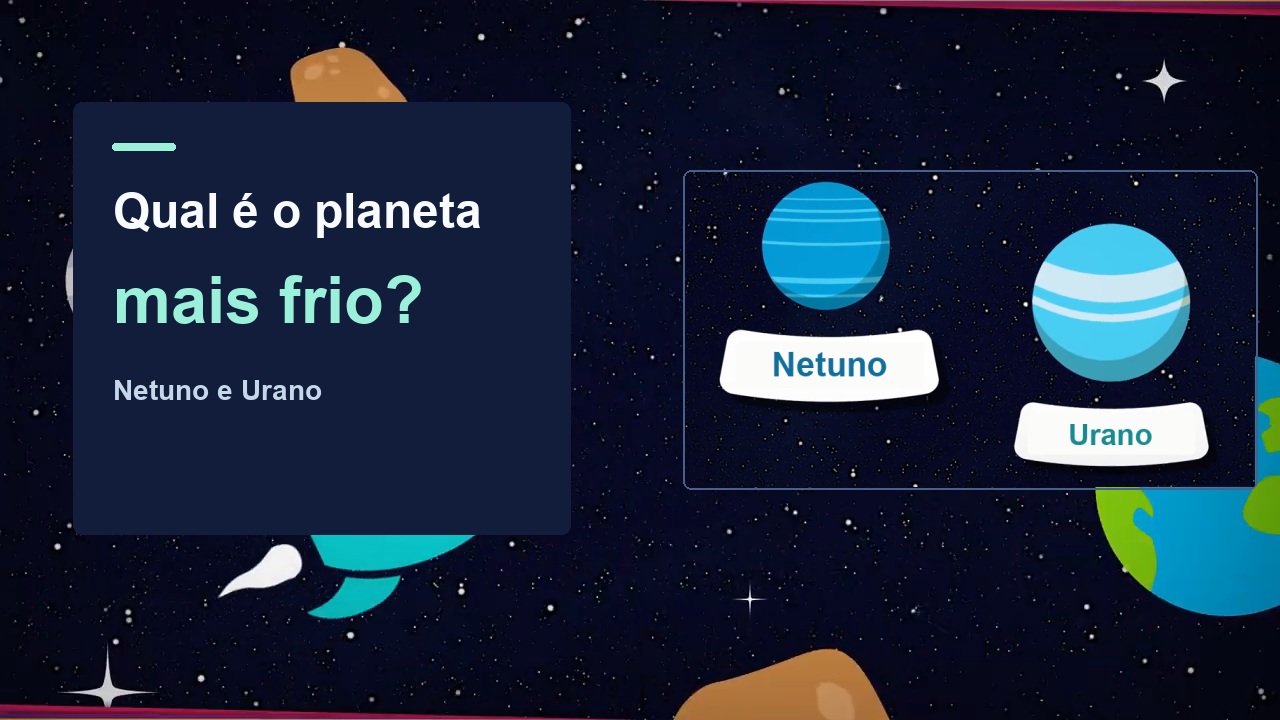 Qual é o planeta
mais frio?
Netuno e Urano
Netuno
Urano